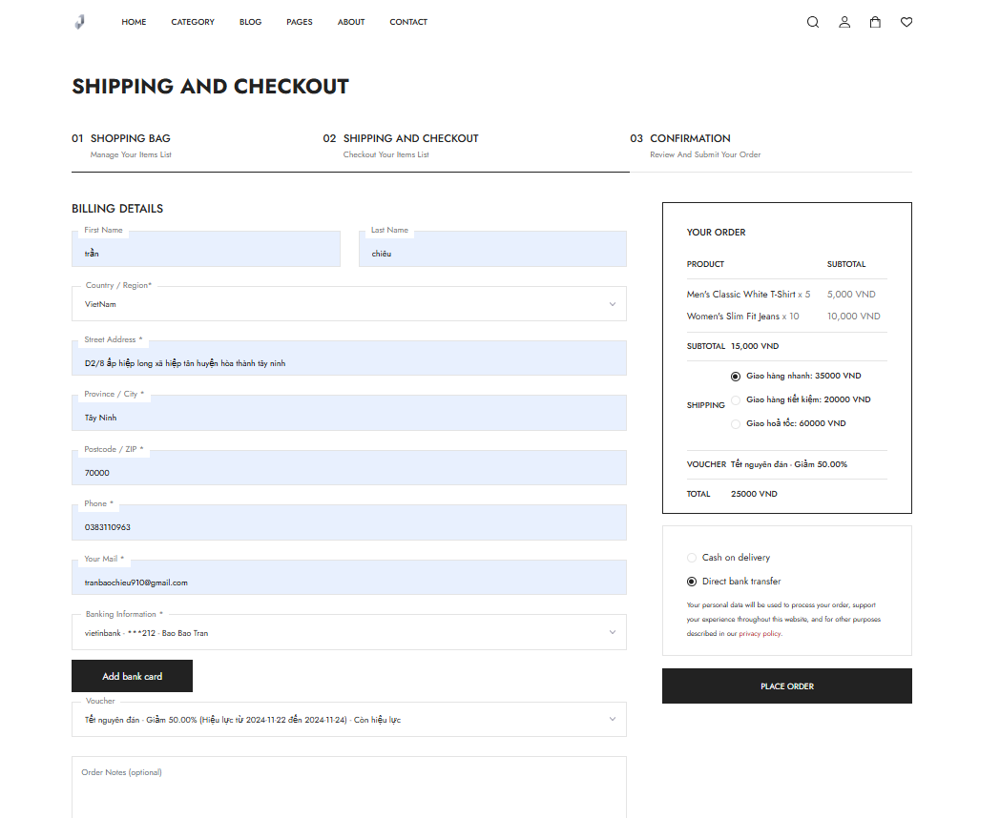 HOME CATEGORY BLOG PAGES ABOUT CONTACT
SHIPPING AND CHECKOUT
01 SHOPPING BAG
Manage Your Items List
02 SHIPPING AND CHECKOUT
Checkout Your Items List
03 CONFIRMATION
Review And Submit Your Order
BILLING DETAILS
First Name
trần
Last Name
chiêu
Country / Region*
VietNam
Street Address *
D2/8 ấp hiệp long xã hiệp tân huyện hòa thành tây ninh
Province / City *
Tây Ninh
Postcode / ZIP *
70000
Phone *
0383110963
Your Mail *
tranbaochieu910@gmail.com
Banking Information *
vietinbank - ***212 - Bao Bao Tran
Add bank card
Voucher
Tết nguyên đán - Giảm 50.00% (Hiệu lực từ 2024-11-22 đến 2024-11-24) - Còn hiệu lực
Order Notes (optional)
YOUR ORDER
PRODUCT SUBTOTAL
Men's Classic White T-Shirt x 5 5,000 VND
Women's Slim Fit Jeans x 10 10,000 VND
SUBTOTAL 15,000 VND
SHIPPING
Giao hàng nhanh: 35000 VND
Giao hàng tiết kiệm: 20000 VND
Giao hoả tốc: 60000 VND
VOUCHER Tết nguyên đán - Giảm 50.00%
TOTAL 25000 VND
Cash on delivery
Direct bank transfer
Your personal data will be used to process your order, support
your experience throughout this website, and for other purposes
described in our privacy policy.
PLACE ORDER